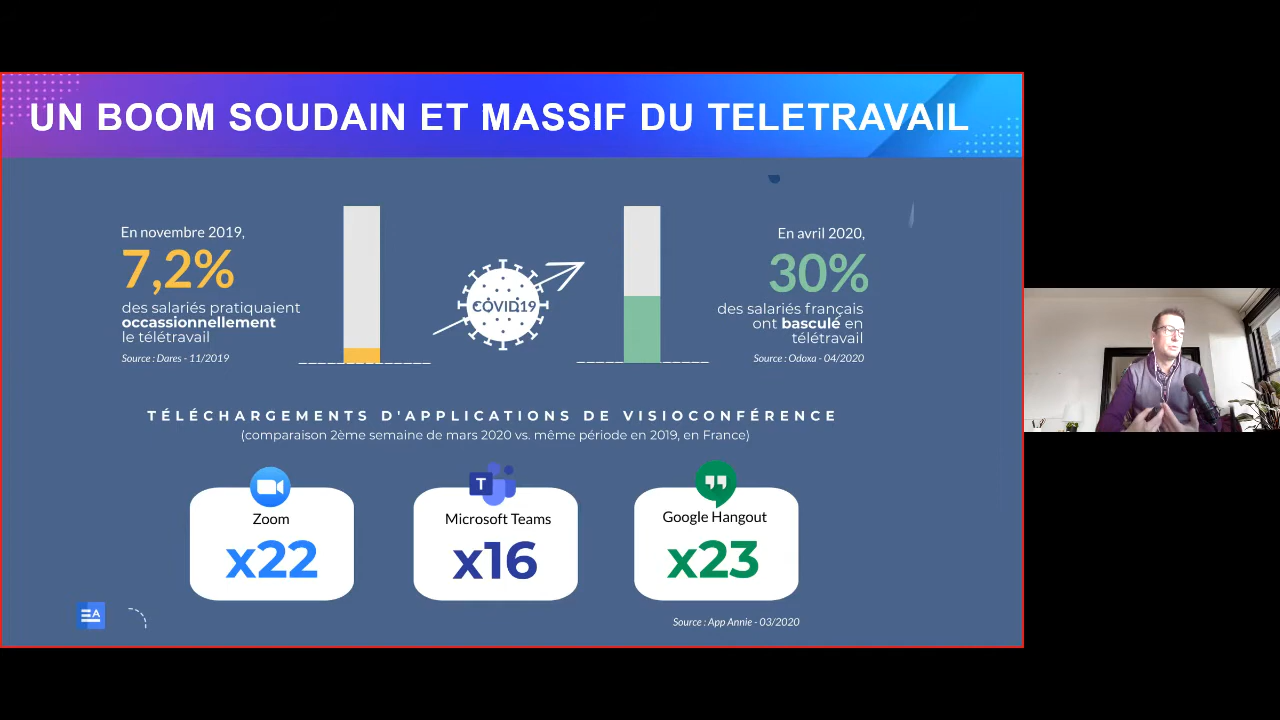 UN BOOM SOUDAIN ET MASSIF DU TELETRAVAIL
En novembre 2019,
7,2%
des salariés pratiquaient
occassionnellement
le télétravail
Source : Dares - 11/2019
COVID19
En avril 2020,
30%
des salariés français
ont basculé en
télétravail
Source : Odoxa - 04/2020
TÉLÉCHARGEMENTS D'APPLICATIONS DE VISIOCONFÉRENCE
(comparaison 2ème semaine de mars 2020 vs. même période en 2019, en France)
Zoom
x22
T
Microsoft Teams
x16
Google Hangout
x23
A
Source : App Annie - 03/2020